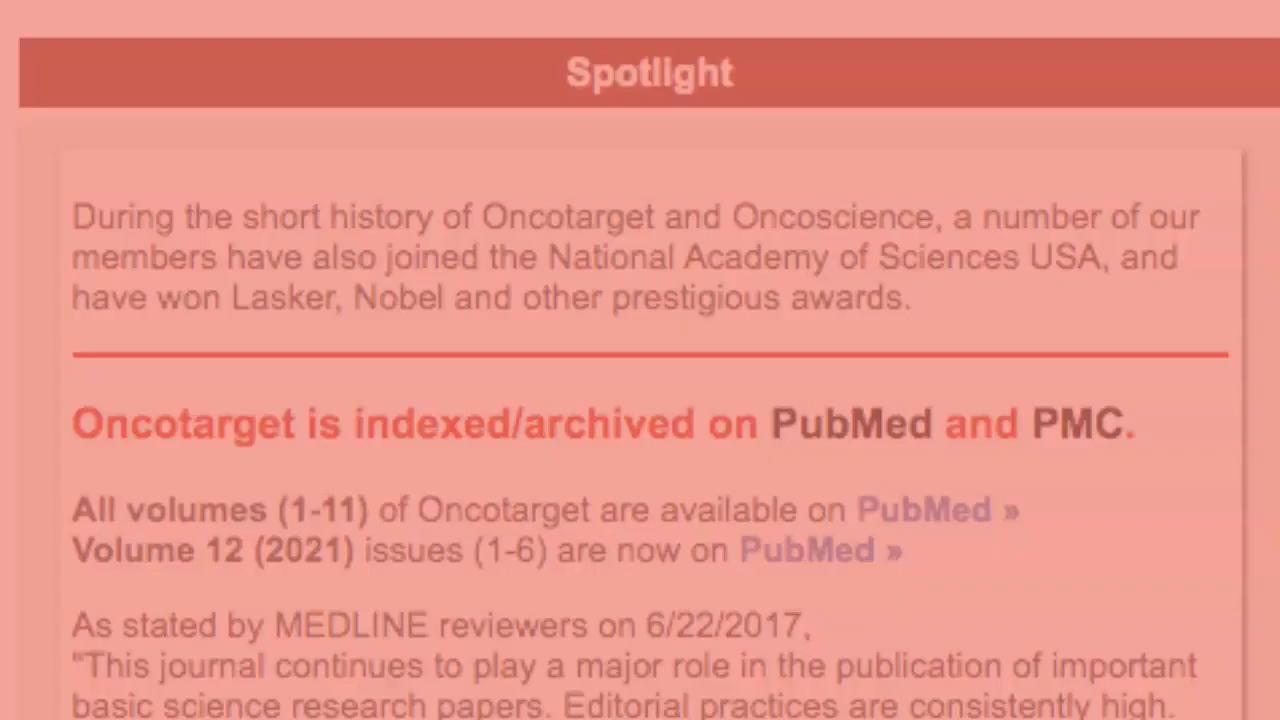 Spotlight
During the short history of Oncotarget and Oncoscience, a number of our
members have also joined the National Academy of Sciences USA, and
have won Lasker, Nobel and other prestigious awards.
Oncotarget is indexed/archived on PubMed and PMC.
All volumes (1-11) of Oncotarget are available on PubMed »
Volume 12 (2021) issues (1-6) are now on PubMed »
As stated by MEDLINE reviewers on 6/22/2017,
"This journal continues to play a major role in the publication of important
basic science research papers. Editorial practices are consistently high.